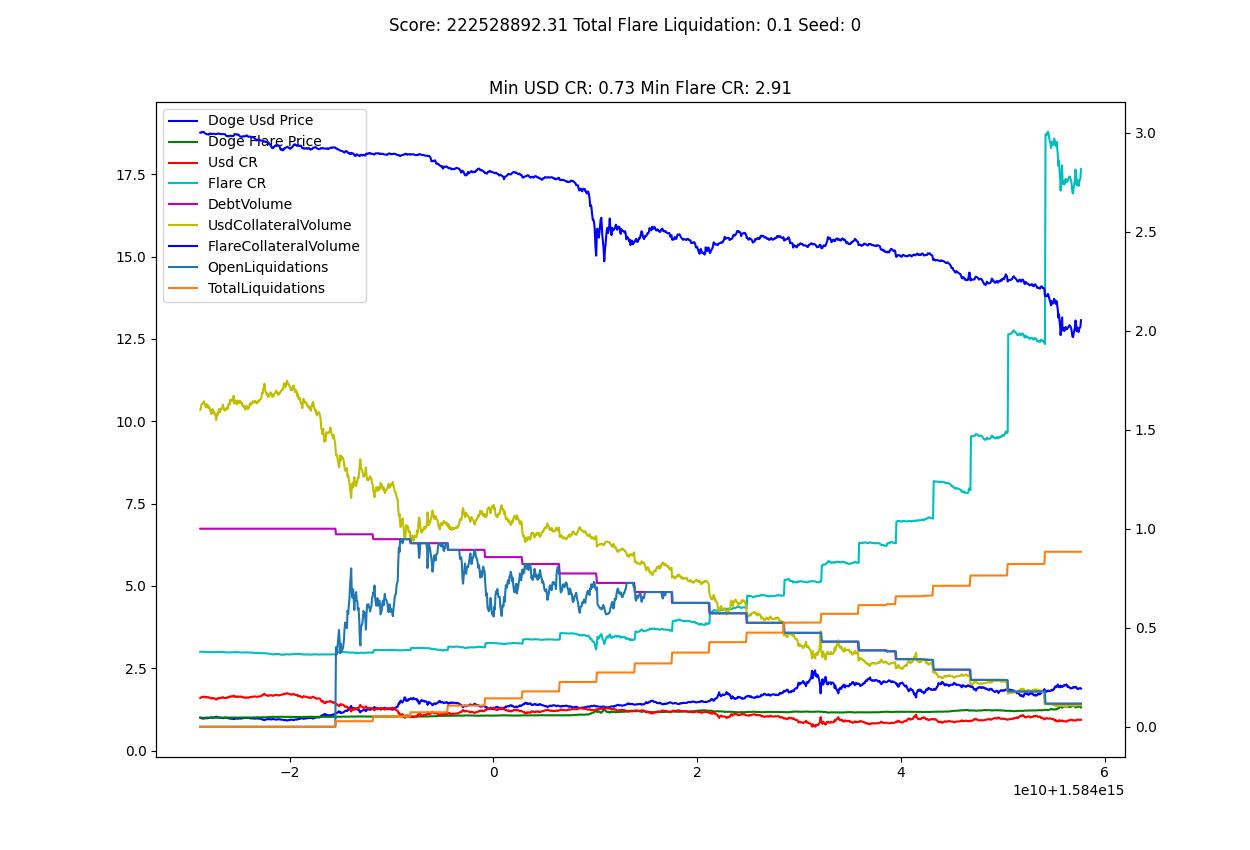 Score: 222528892.31 Total Flare Liquidation: 0.1 Seed: 0
Min USD CR: 0.73 Min Flare CR: 2.91
Doge Usd Price
Doge Flare Price
Usd CR
Flare CR
DebtVolume
UsdCollateralVolume
FlareCollateralVolume
OpenLiquidations
TotalLiquidations
17.5
15.0
12.5
10.0
7.5
5.0
2.5
0.0
3.0
2.5
2.0
1.5
1.0
0.5
0.0
−2
0
2
4
6
1e10+1.584e15